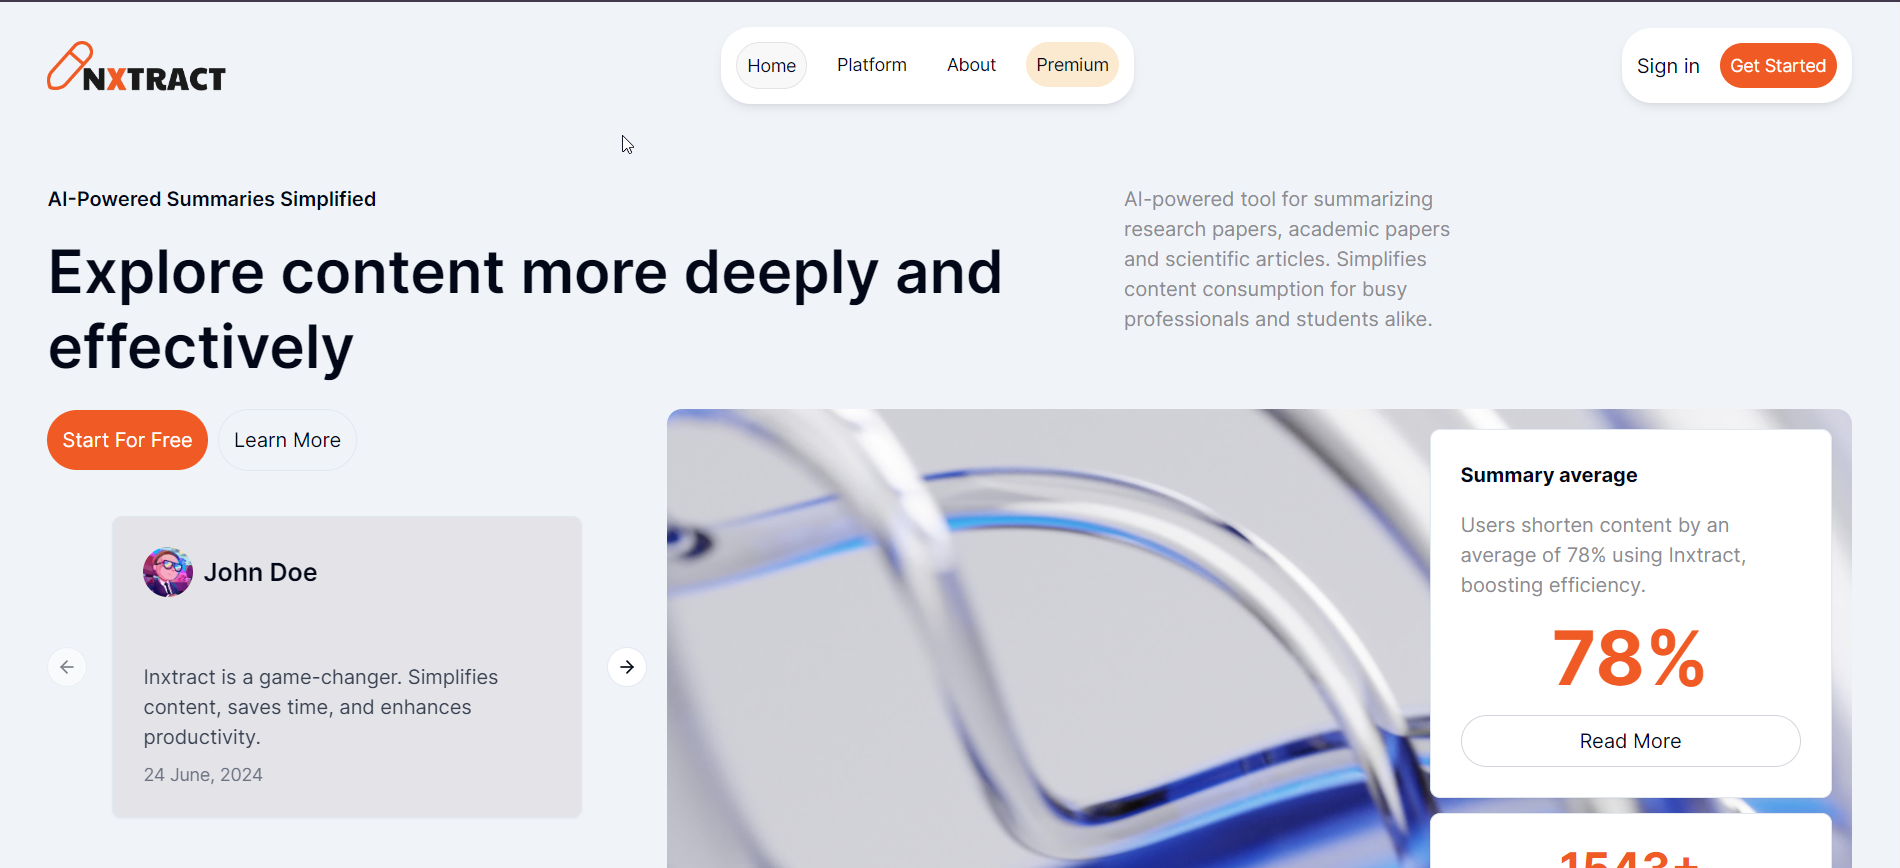 INXTRACT
Home Platform About Premium
Sign in Get Started
AI-Powered Summaries Simplified
Explore content more deeply and
effectively
AI-powered tool for summarizing
research papers, academic papers
and scientific articles. Simplifies
content consumption for busy
professionals and students alike.
Start For Free Learn More
John Doe
Inxtract is a game-changer. Simplifies
content, saves time, and enhances
productivity.
24 June, 2024
Summary average
Users shorten content by an
average of 78% using Inxtract,
boosting efficiency.
78%
Read More
1543+